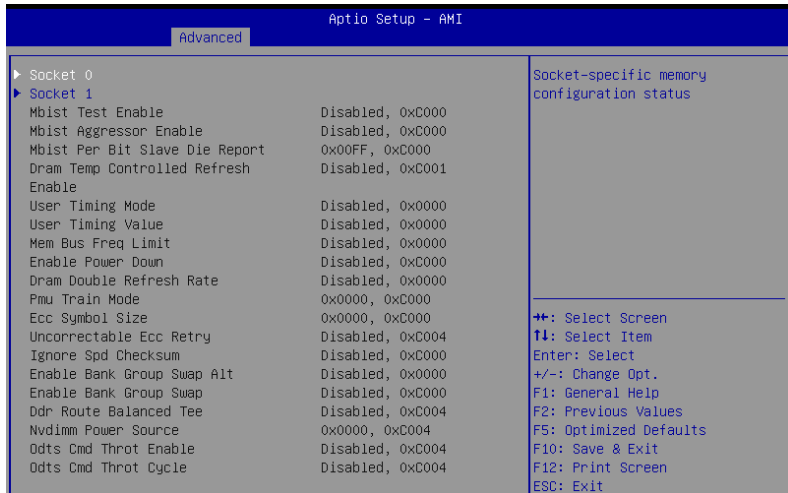 Aptio Setup – AMI
Advanced
▶ Socket 0
▶ Socket 1
Mbist Test Enable Disabled, 0xC000
Mbist Aggressor Enable Disabled, 0xC000
Mbist Per Bit Slave Die Report 0x00FF, 0xC000
Dram Temp Controlled Refresh Disabled, 0xC001
Enable
User Timing Mode Disabled, 0x0000
User Timing Value Disabled, 0x0000
Mem Bus Freq Limit Disabled, 0x0000
Enable Power Down Disabled, 0xC000
Dram Double Refresh Rate Disabled, 0x0000
Pmu Train Mode 0x0000, 0xC000
Ecc Symbol Size 0x0000, 0xC000
Uncorrectable Ecc Retry Disabled, 0xC004
Ignore Spd Checksum Disabled, 0xC000
Enable Bank Group Swap Alt Disabled, 0x0000
Enable Bank Group Swap Disabled, 0xC000
Ddr Route Balanced Tee Disabled, 0xC004
Nvdimm Power Source 0x0000, 0xC004
Odts Cmd Throt Enable Disabled, 0xC004
Odts Cmd Throt Cycle Disabled, 0xC004
Socket-specific memory
configuration status
→←: Select Screen
↑↓: Select Item
Enter: Select
+/-: Change Opt.
F1: General Help
F2: Previous Values
F5: Optimized Defaults
F10: Save & Exit
F12: Print Screen
ESC: Exit